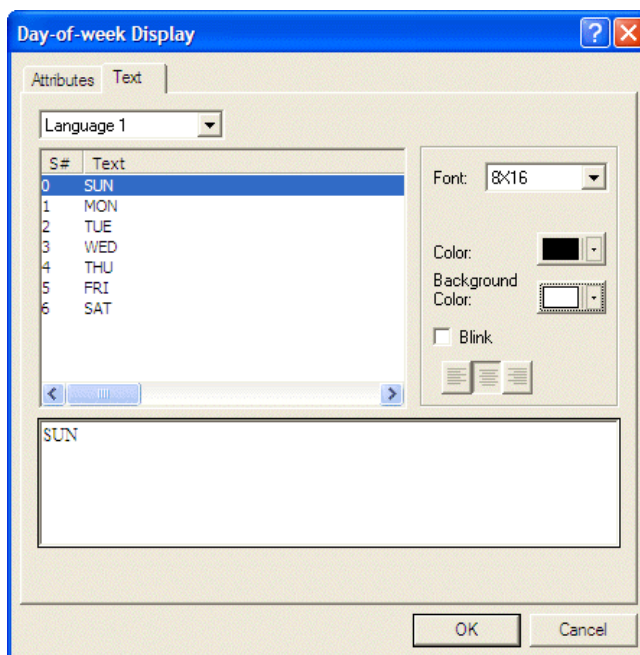 Day-of-week Display
Attributes Text
Language 1
S# Text
0 SUN
1 MON
2 TUE
3 WED
4 THU
5 FRI
6 SAT
Font: 8X16
Color:
Background
Color:
Blink
SUN
OK Cancel